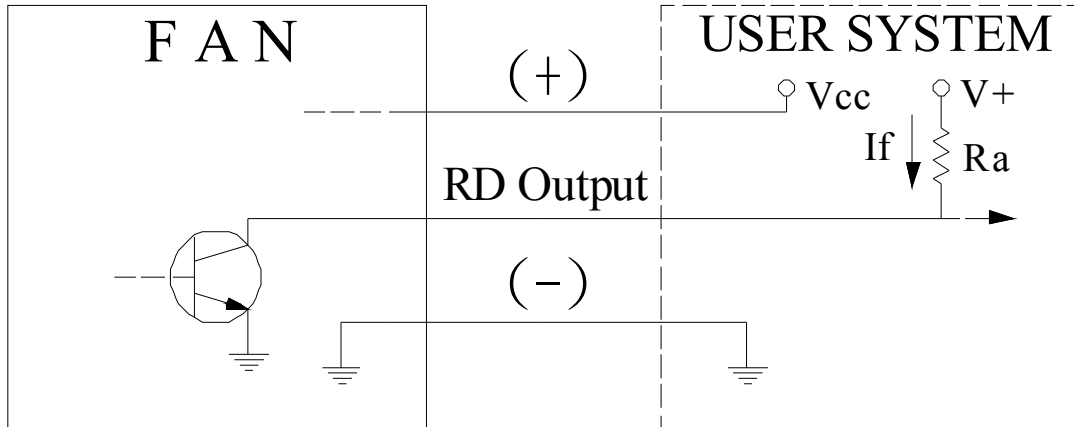 F A N
USER SYSTEM
(+)
Vcc
V+
If
Ra
RD Output
(-)